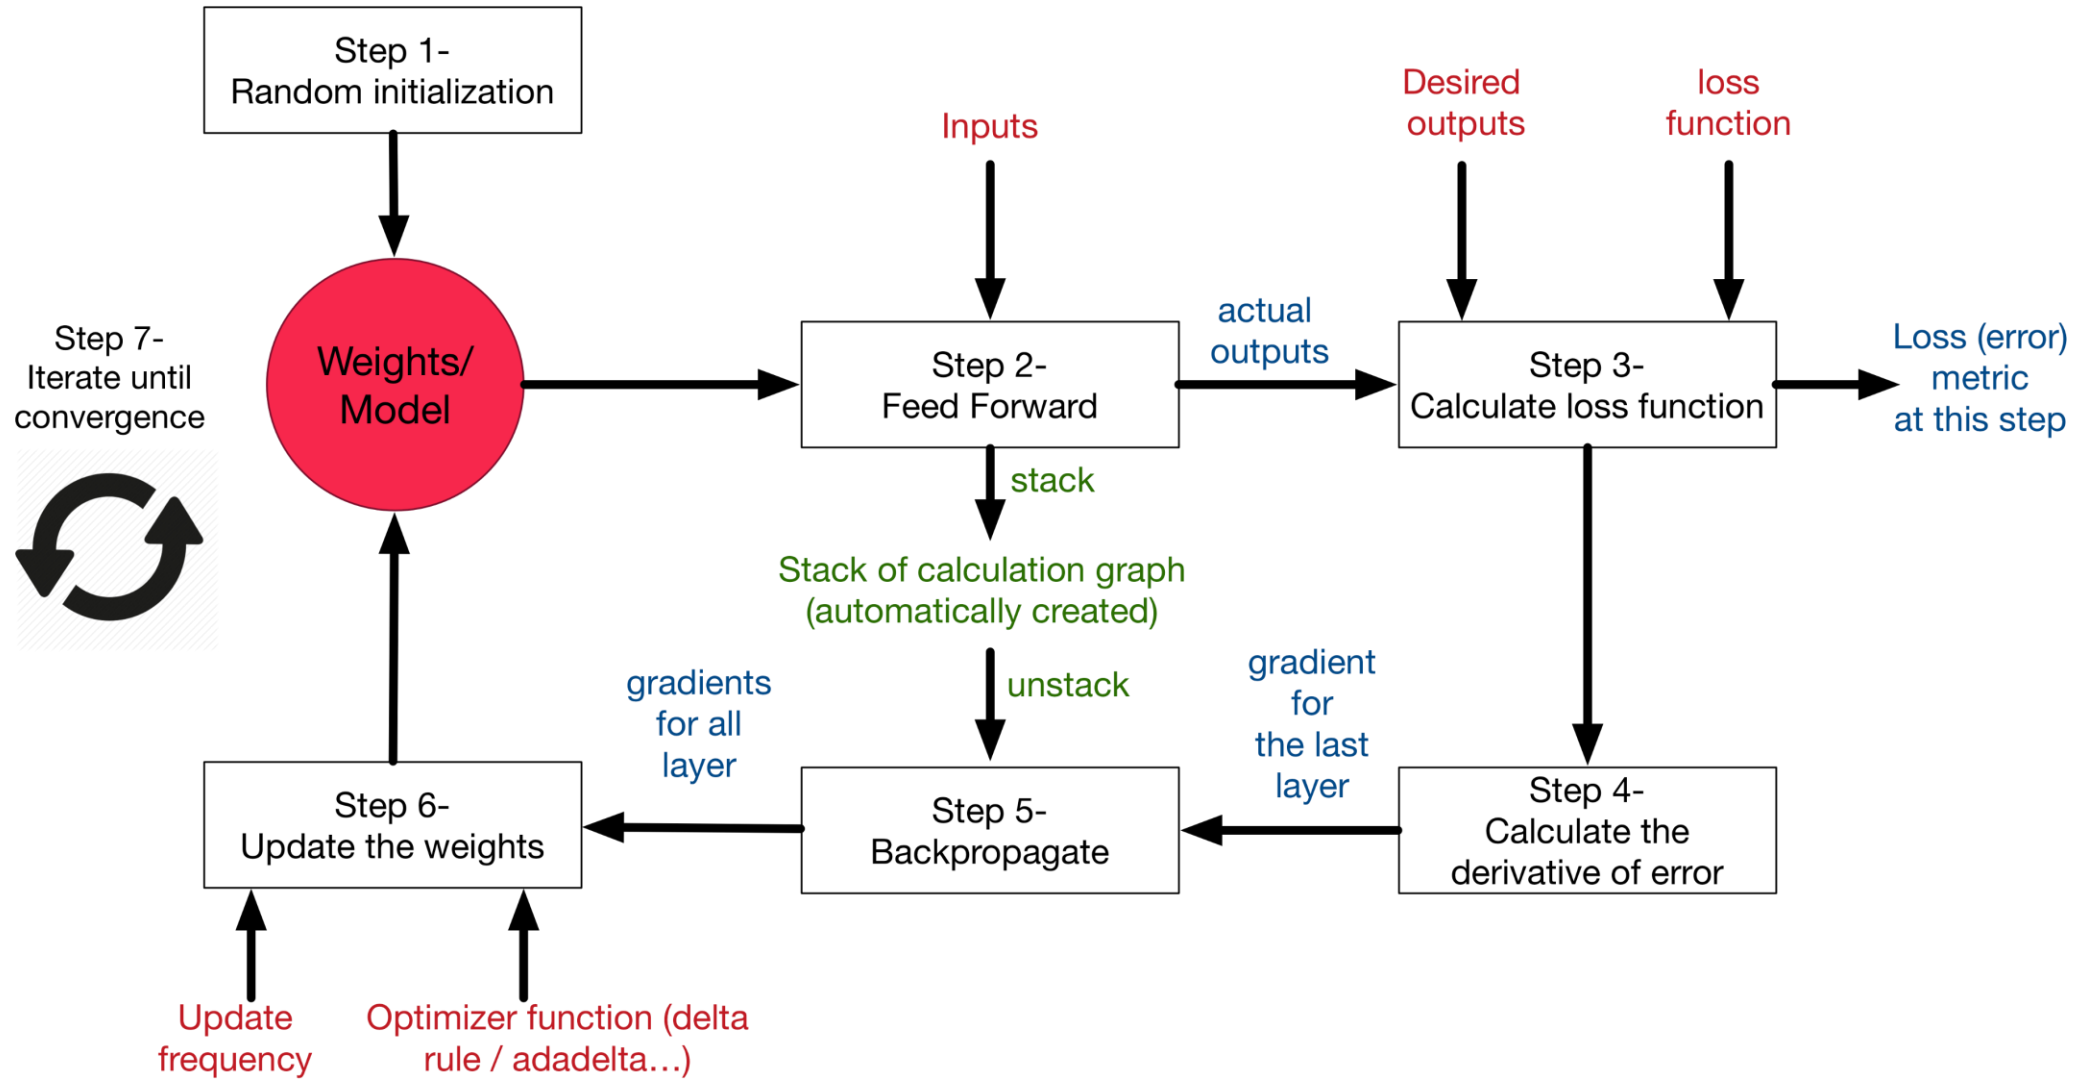 Step 1-
Random initialization
Inputs
Desired
outputs
loss
function
Step 7-
Iterate until
convergence
Weights/
Model
Step 2-
Feed Forward
actual
outputs
Step 3-
Calculate loss function
Loss (error)
metric
at this step
stack
Stack of calculation graph
(automatically created)
unstack
gradients
for all
layer
gradient
for
the last
layer
Step 6-
Update the weights
Step 5-
Backpropagate
Step 4-
Calculate the
derivative of error
Update
frequency
Optimizer function (delta
rule / adadelta…)